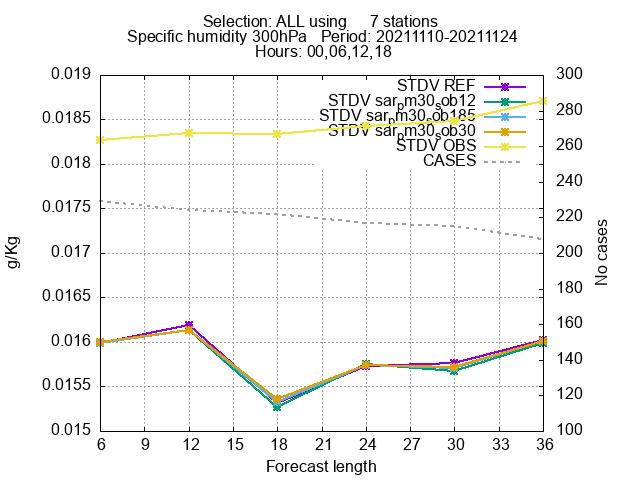 Selection: ALL using     7 stations
Specific humidity 300hPa   Period: 20211110-20211124
Hours: 00,06,12,18
STDV REF
STDV sar_pm30_sob12
STDV sar_pm30_sob185
STDV sar_pm30_sob30
STDV OBS
CASES
0.019
0.0185
0.018
0.0175
0.017
0.0165
0.016
0.0155
0.015
300
280
260
240
220
200
180
160
140
120
100
g/Kg
No cases
6 9 12 15 18 21 24 27 30 33 36
Forecast length